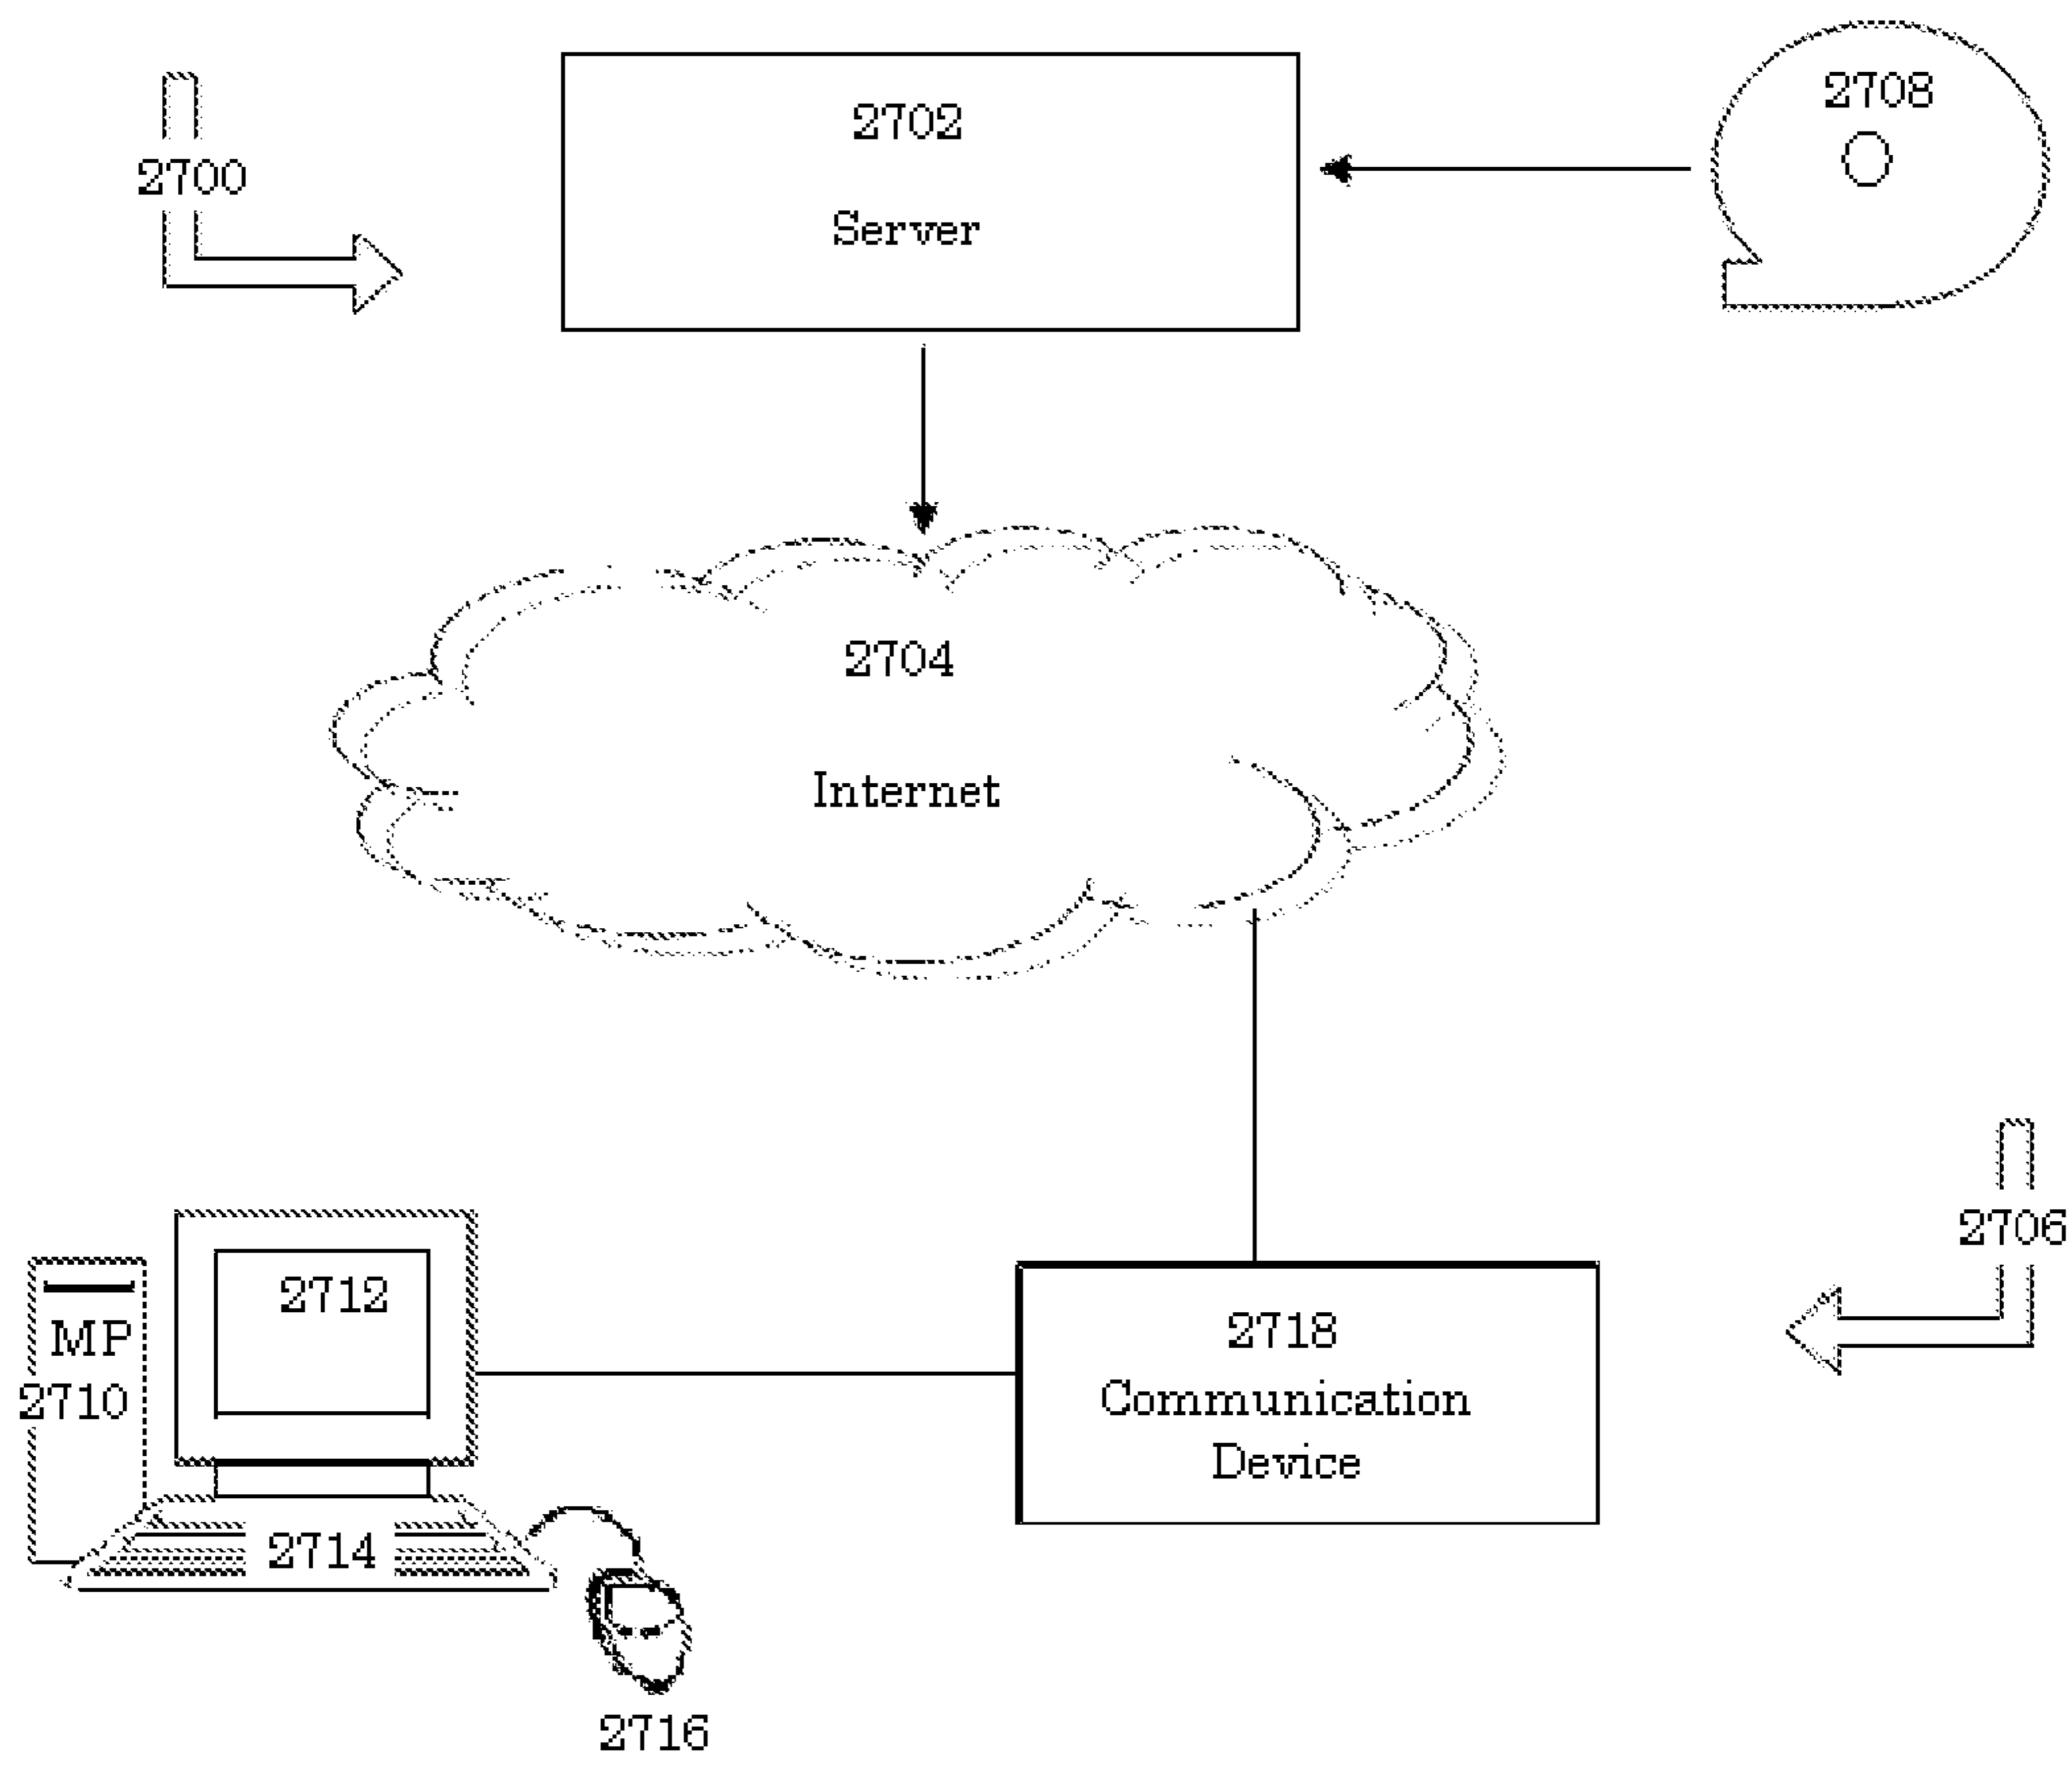 2702
2708
2700
Server
2704
Internet
2706
2712
MP
2710
2718
Communication
Device
2714
2716